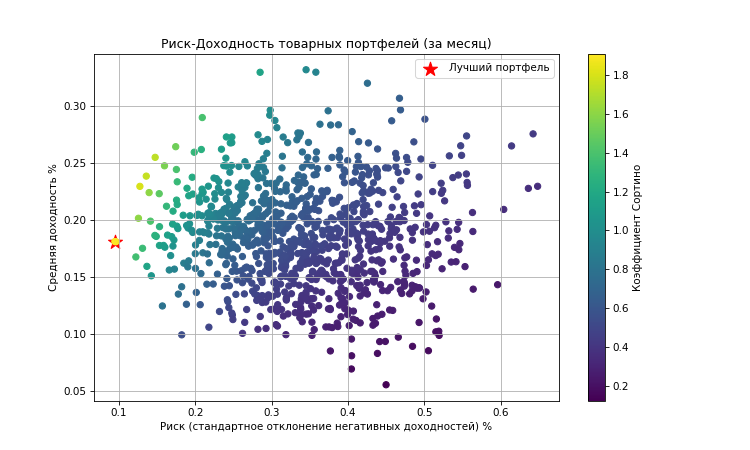 Риск-Доходность товарных портфелей (за месяц)
Лучший портфель
Средняя доходность %
0.30
0.25
0.20
0.15
0.10
0.05
0.1 0.2 0.3 0.4 0.5 0.6
Риск (стандартное отклонение негативных доходностей) %
1.8
1.6
1.4
1.2
1.0
0.8
0.6
0.4
0.2
Коэффициент Сортино